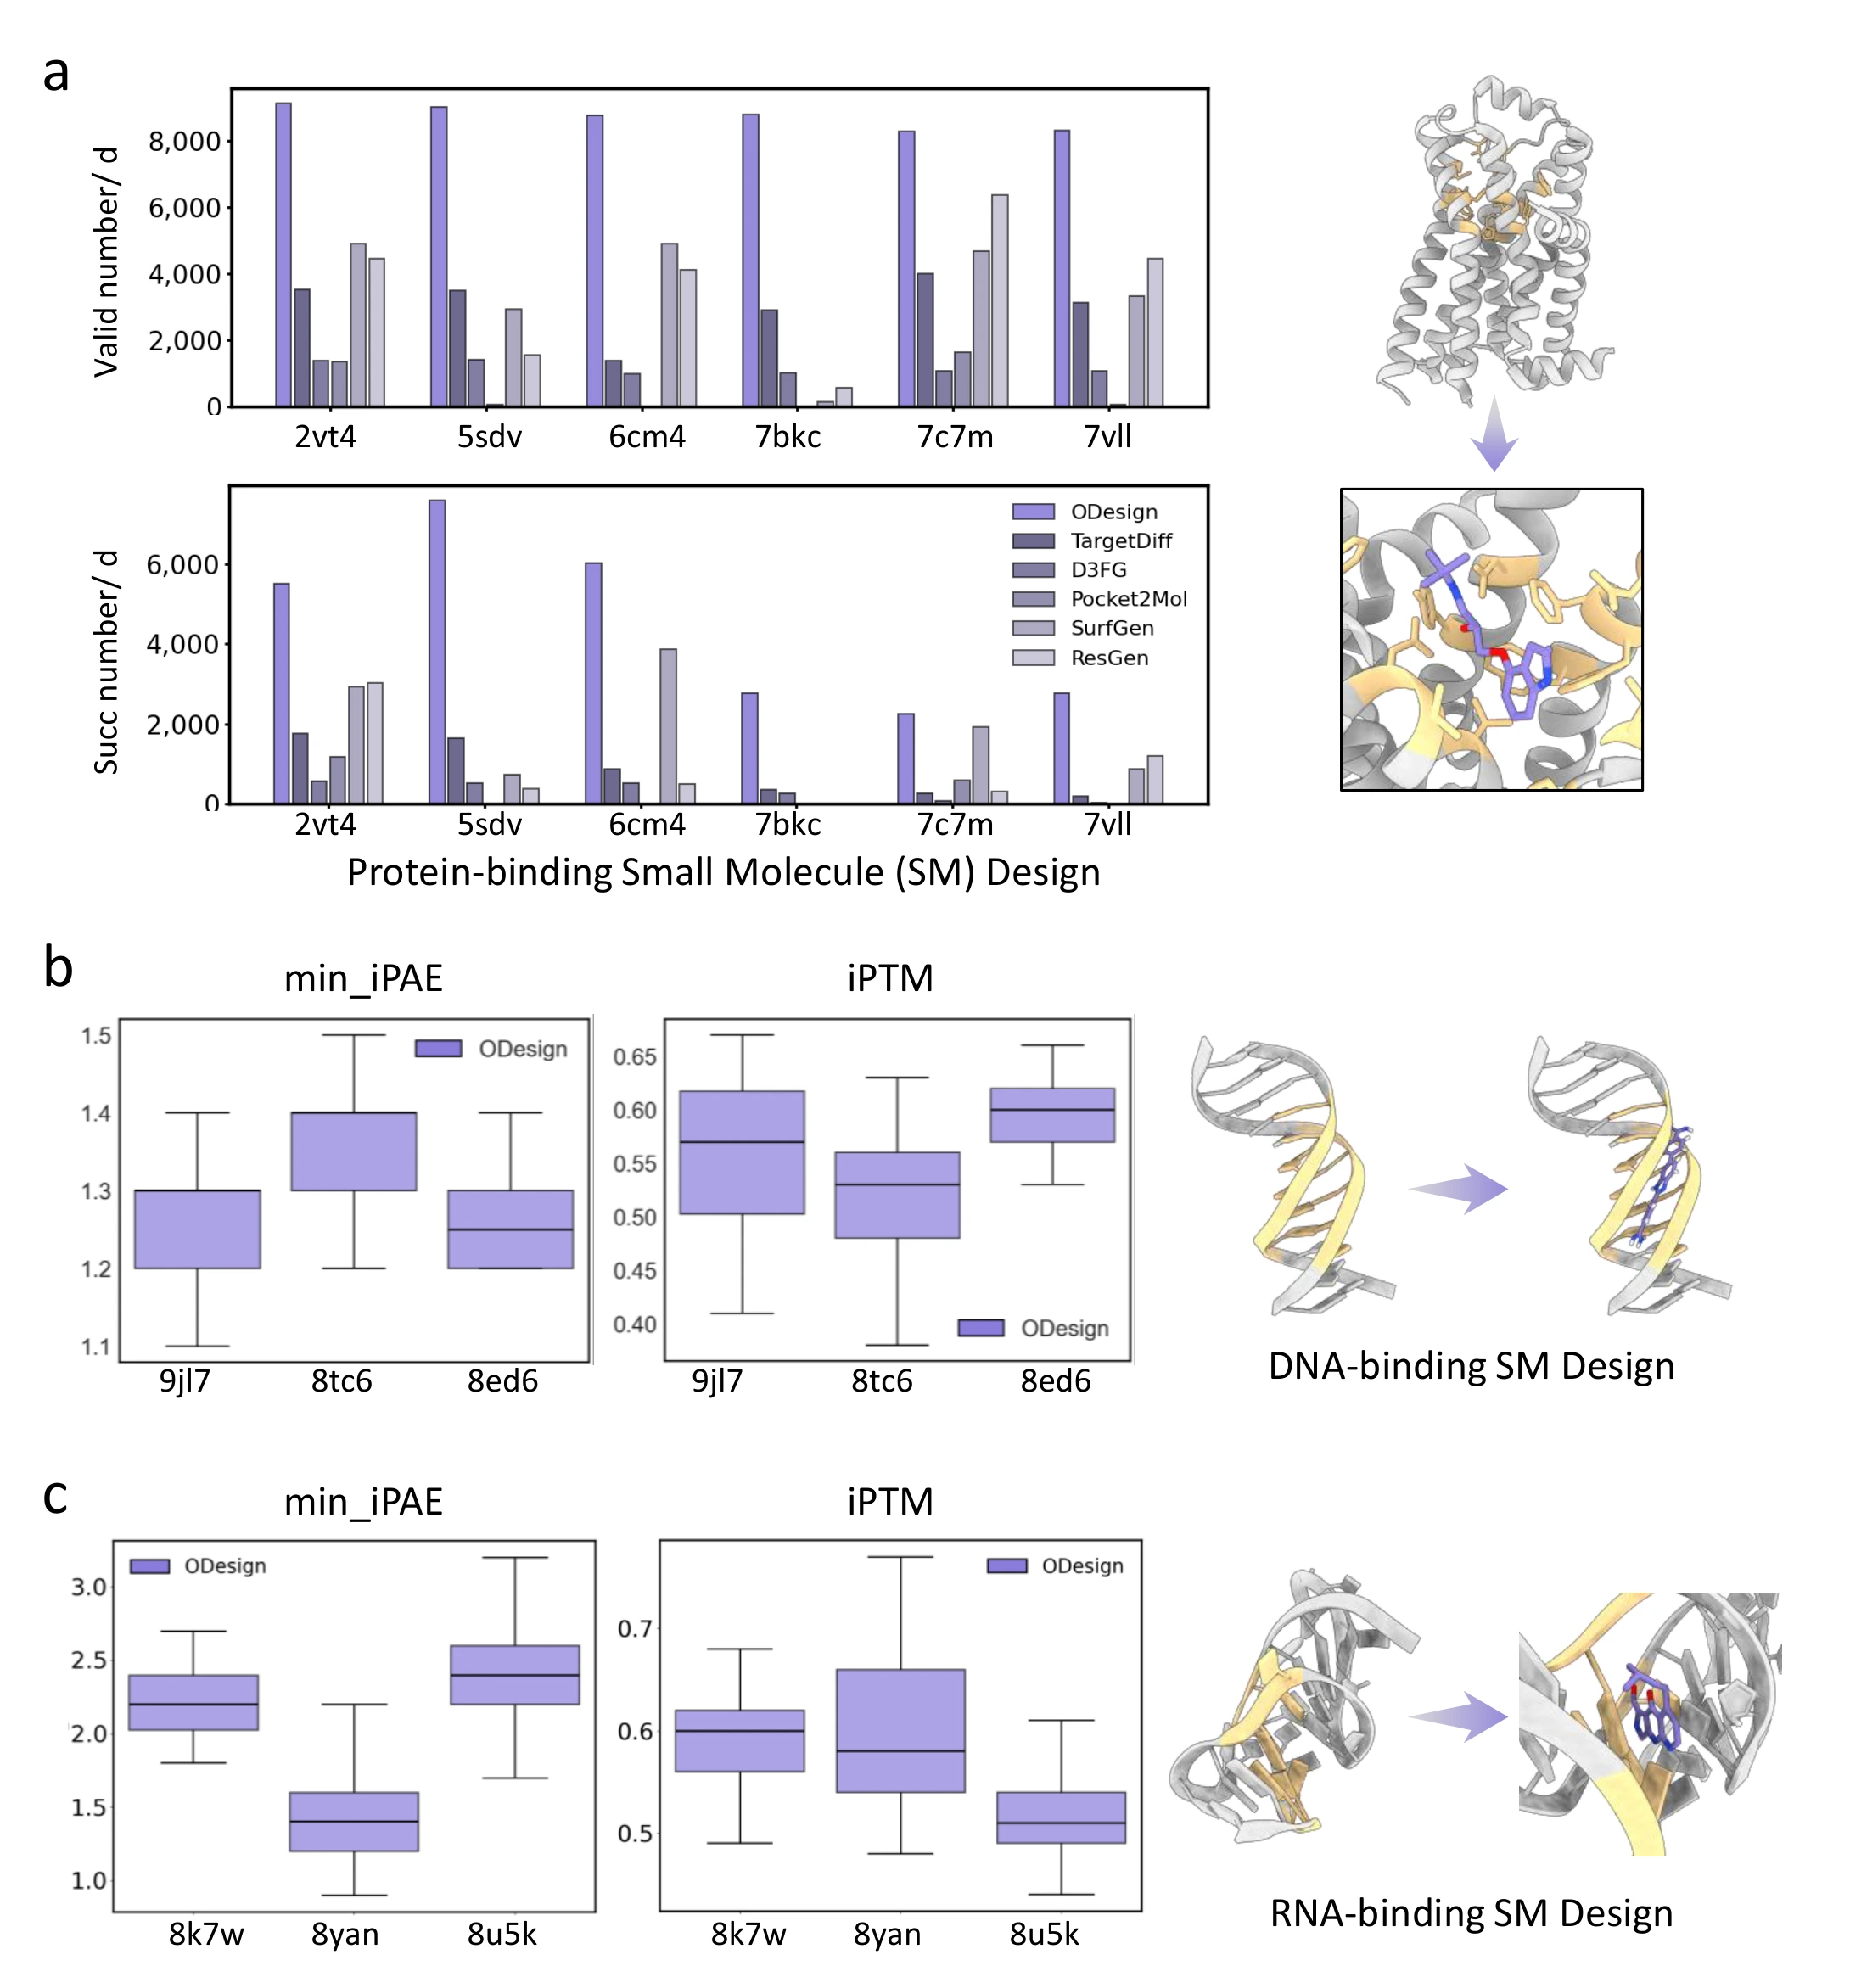 a
Valid number/ d
8,000
6,000
4,000
2,000
0
2vt4 5sdv 6cm4 7bkc 7c7m 7vll
Succ number/ d
6,000
4,000
2,000
0
ODesign
TargetDiff
D3FG
Pocket2Mol
SurfGen
ResGen
2vt4 5sdv 6cm4 7bkc 7c7m 7vll
Protein-binding Small Molecule (SM) Design
b
min_iPAE
1.5
1.4
1.3
1.2
1.1
ODesign
9jl7 8tc6 8ed6
iPTM
0.65
0.60
0.55
0.50
0.45
0.40
ODesign
9jl7 8tc6 8ed6
DNA-binding SM Design
c
min_iPAE
3.0
2.5
2.0
1.5
1.0
ODesign
8k7w 8yan 8u5k
iPTM
0.7
0.6
0.5
ODesign
8k7w 8yan 8u5k
RNA-binding SM Design